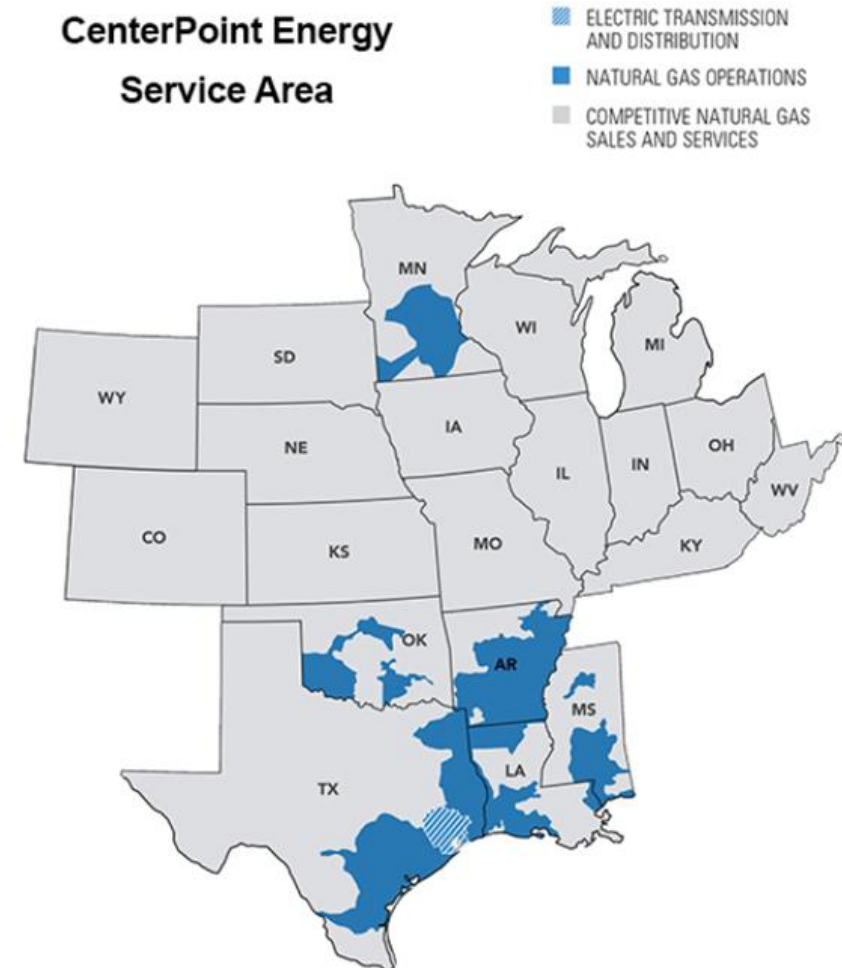 CenterPoint Energy
Service Area
ELECTRIC TRANSMISSION
AND DISTRIBUTION
NATURAL GAS OPERATIONS
COMPETITIVE NATURAL GAS
SALES AND SERVICES
MN
WI
MI
SD
WY
IA
NE
IL
IN
OH
WV
CO
KS
MO
KY
OK
AR
MS
LA
TX